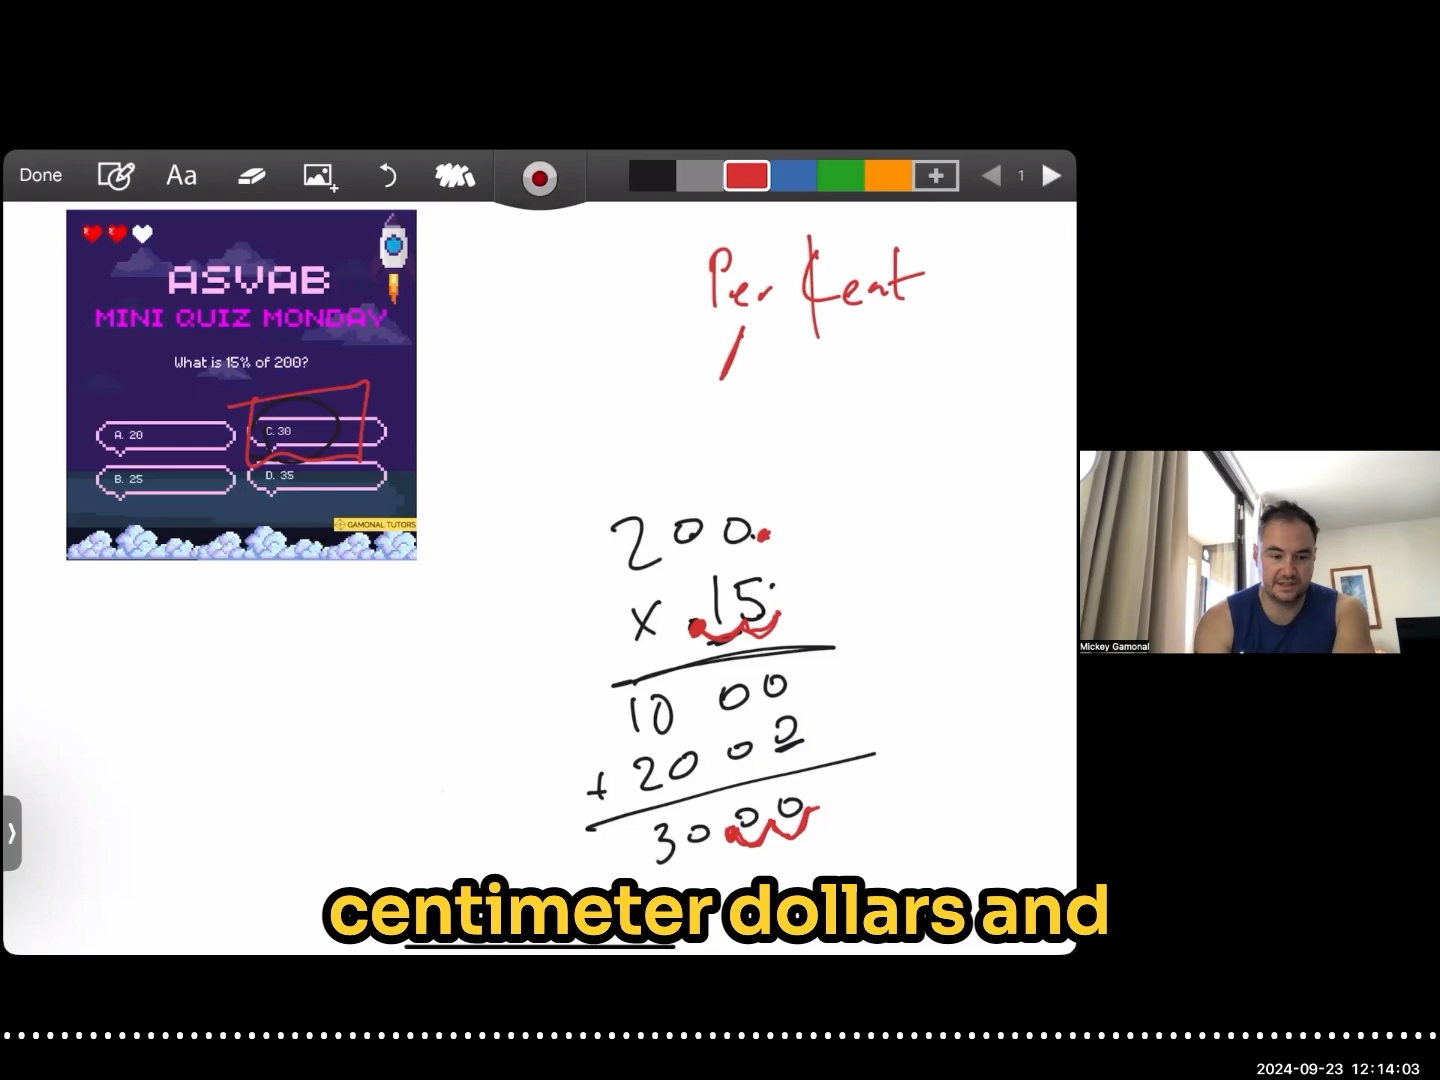 Done
Aa
1
ASVAB
MINI QUIZ MONDAY
What is 15% of 200?
A. 20
C. 30
B. 25
D. 35
GAMONAL TUTORS
Per ¢ent
200.
x .15
1000
+ 2000
3000
Mickey Gamonal
centimeter dollars and
2024-09-23 12:14:03